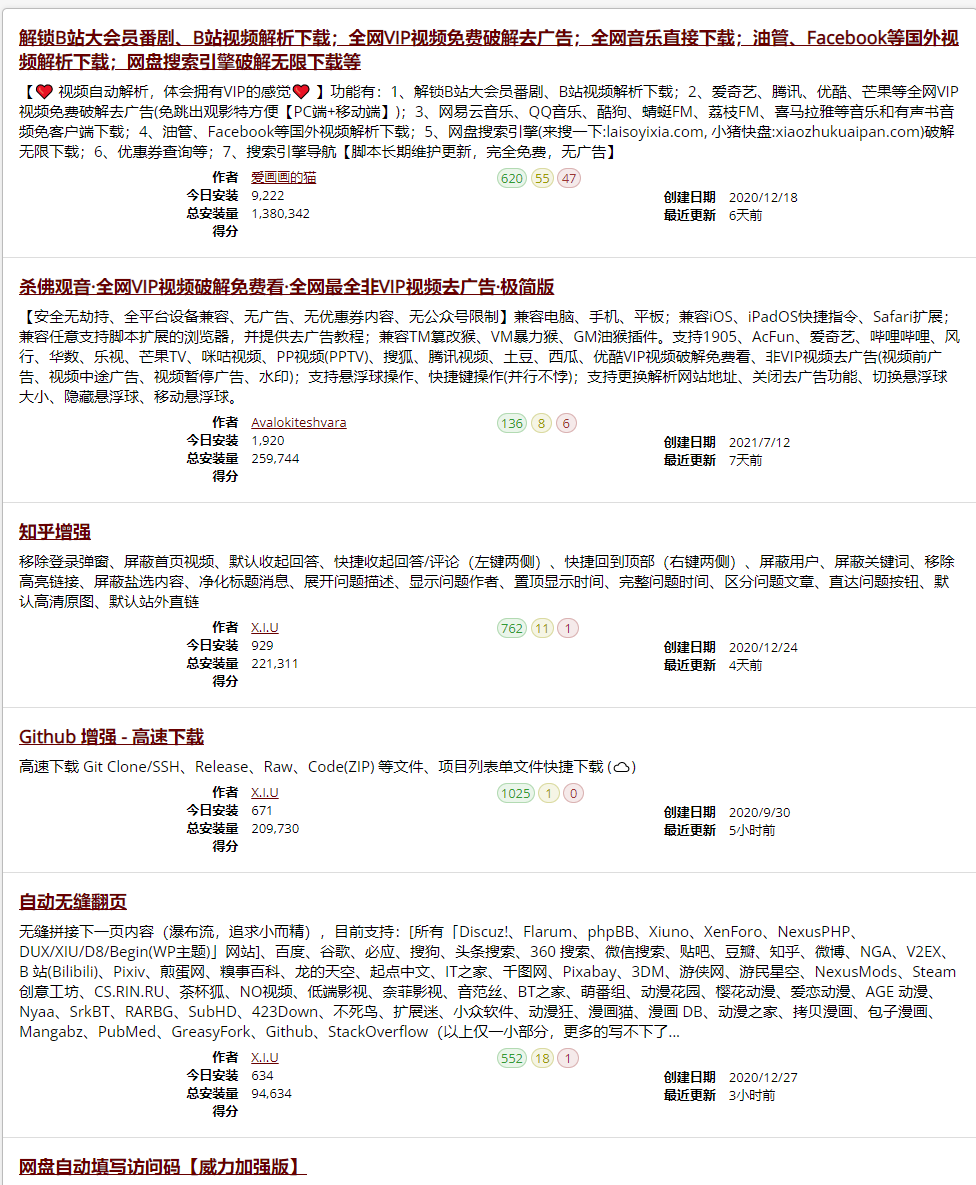 解锁B站大会员番剧、B站视频解析下载；全网VIP视频免费破解去广告；全网音乐直接下载；油管、Facebook等国外视
频解析下载；网盘搜索引擎破解无限下载等
【❤️ 视频自动解析，体会拥有VIP的感觉❤️ 】功能有：1、解锁B站大会员番剧、B站视频解析下载；2、爱奇艺、腾讯、优酷、芒果等全网VIP
视频免费破解去广告(免跳出观影特方便【PC端+移动端】)；3、网易云音乐、QQ音乐、酷狗、蜻蜓FM、荔枝FM、喜马拉雅等音乐和有声书音
频免客户端下载；4、油管、Facebook等国外视频解析下载；5、网盘搜索引擎(来搜一下:laisoyixia.com, 小猪快盘:xiaozhukuaipan.com)破解
无限下载；6、优惠券查询等；7、搜索引擎导航【脚本长期维护更新，完全免费，无广告】
作者 爱画画的猫 620 55 47
今日安装 9,222
创建日期 2020/12/18
总安装量 1,380,342
最近更新 6天前
得分
杀佛观音·全网VIP视频破解免费看·全网最全非VIP视频去广告·极简版
【安全无劫持、全平台设备兼容、无广告、无优惠券内容、无公众号限制】兼容电脑、手机、平板；兼容iOS、iPadOS快捷指令、Safari扩展；
兼容任意支持脚本扩展的浏览器，并提供去广告教程；兼容TM篡改猴、VM暴力猴、GM油猴插件。支持1905、AcFun、爱奇艺、哔哩哔哩、风
行、华数、乐视、芒果TV、咪咕视频、PP视频(PPTV)、搜狐、腾讯视频、土豆、西瓜、优酷VIP视频破解免费看、非VIP视频去广告(视频前广
告、视频中途广告、视频暂停广告、水印)；支持悬浮球操作、快捷键操作(并行不悖)；支持更换解析网站地址、关闭去广告功能、切换悬浮球
大小、隐藏悬浮球、移动悬浮球。
作者 Avalokiteshvara 136 8 6
今日安装 1,920
创建日期 2021/7/12
总安装量 259,744
最近更新 7天前
得分
知乎增强
移除登录弹窗、屏蔽首页视频、默认收起回答、快捷收起回答/评论（左键两侧）、快捷回到顶部（右键两侧）、屏蔽用户、屏蔽关键词、移除
高亮链接、屏蔽盐选内容、净化标题消息、展开问题描述、显示问题作者、置顶显示时间、完整问题时间、区分问题文章、直达问题按钮、默
认高清原图、默认站外直链
作者 X.I.U 762 11 1
今日安装 929
创建日期 2020/12/24
总安装量 221,311
最近更新 4天前
得分
Github 增强 - 高速下载
高速下载 Git Clone/SSH、Release、Raw、Code(ZIP) 等文件、项目列表单文件快捷下载 (☁)
作者 X.I.U 1025 1 0
今日安装 671
创建日期 2020/9/30
总安装量 209,730
最近更新 5小时前
得分
自动无缝翻页
无缝拼接下一页内容（瀑布流，追求小而精），目前支持：[所有「Discuz!、Flarum、phpBB、Xiuno、XenForo、NexusPHP、
DUX/XIU/D8/Begin(WP主题)」网站]、百度、谷歌、必应、搜狗、头条搜索、360 搜索、微信搜索、贴吧、豆瓣、知乎、微博、NGA、V2EX、
B 站(Bilibili)、Pixiv、煎蛋网、糗事百科、龙的天空、起点中文、IT之家、千图网、Pixabay、3DM、游侠网、游民星空、NexusMods、Steam
创意工坊、CS.RIN.RU、茶杯狐、NO视频、低端影视、奈菲影视、音范丝、BT之家、萌番组、动漫花园、樱花动漫、爱恋动漫、AGE 动漫、
Nyaa、SrkBT、RARBG、SubHD、423Down、不死鸟、扩展迷、小众软件、动漫狂、漫画猫、漫画 DB、动漫之家、拷贝漫画、包子漫画、
Mangabz、PubMed、GreasyFork、Github、StackOverflow（以上仅一小部分，更多的写不下了...
作者 X.I.U 552 18 1
今日安装 634
创建日期 2020/12/27
总安装量 94,634
最近更新 3小时前
得分
网盘自动填写访问码【威力加强版】